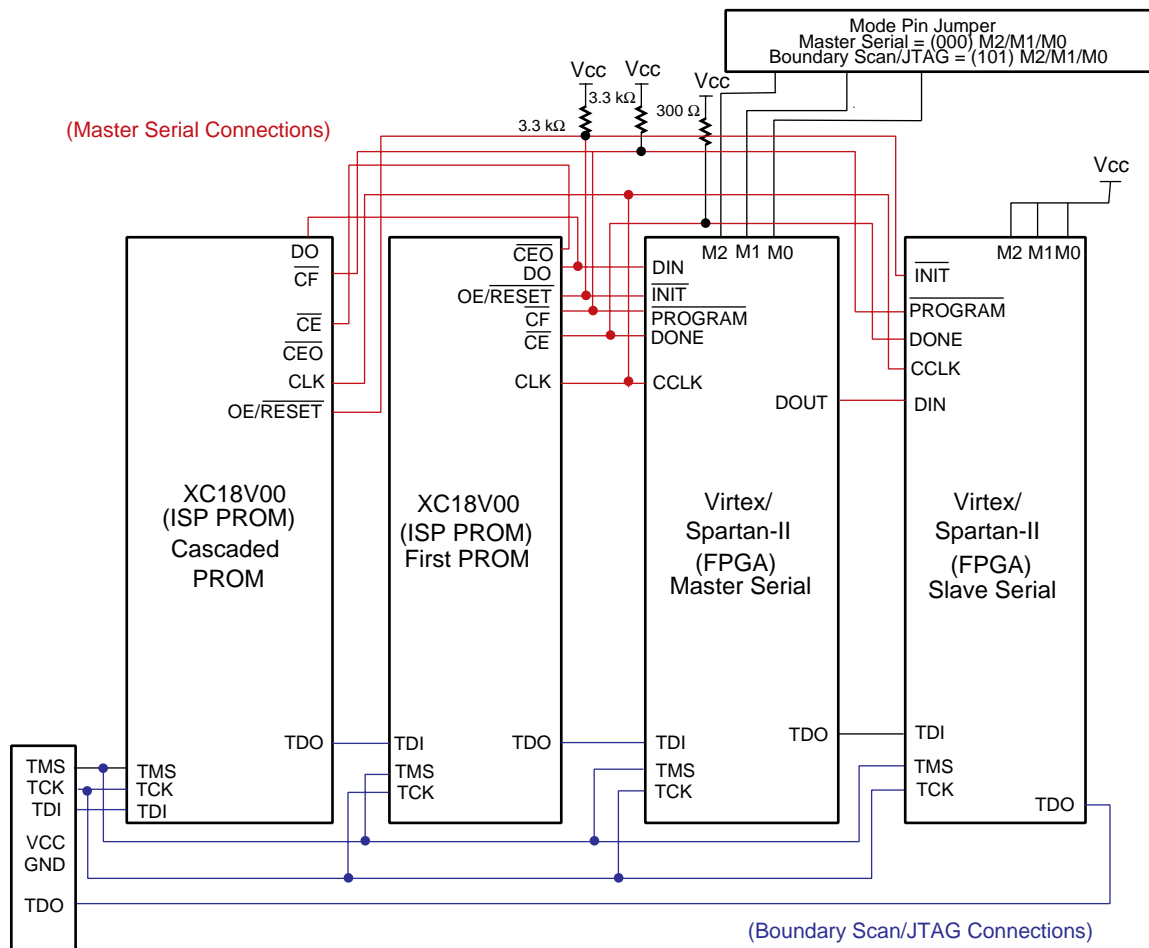 Mode Pin Jumper
Master Serial = (000) M2/M1/M0
Boundary Scan/JTAG = (101) M2/M1/M0
Vcc
Vcc
Vcc
3.3 kΩ
300 Ω
3.3 kΩ
(Master Serial Connections)
Vcc
DO
CF
CE
CEO
CLK
OE/RESET
XC18V00
(ISP PROM)
Cascaded
PROM
TDO
TMS
TCK
TDI
CEO
DO
OE/RESET
CF
CE
CLK
XC18V00
(ISP PROM)
First PROM
TDO
TDI
TMS
TCK
M2 M1 M0
DIN
INIT
PROGRAM
DONE
CCLK
DOUT
Virtex/
Spartan-II
(FPGA)
Master Serial
TDO
TDI
TMS
TCK
M2 M1 M0
INIT
PROGRAM
DONE
CCLK
DIN
Virtex/
Spartan-II
(FPGA)
Slave Serial
TDI
TMS
TCK
TDO
TMS
TCK
TDI
VCC
GND
TDO
(Boundary Scan/JTAG Connections)